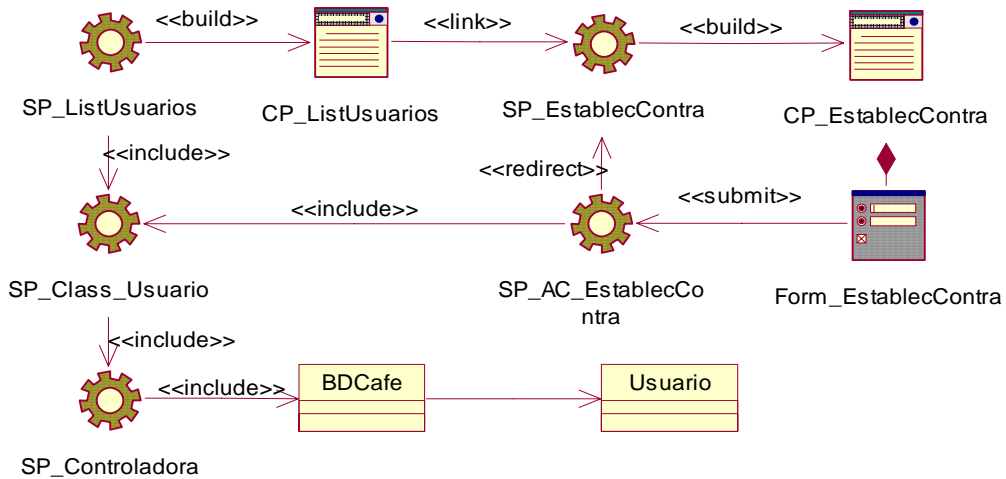 <<build>>
<<link>>
<<build>>
SP_ListUsuarios
CP_ListUsuarios
SP_EstablecContra
CP_EstablecContra
<<include>>
<<redirect>>
<<submit>>
<<include>>
SP_Class_Usuario
SP_AC_EstablecCo
ntra
Form_EstablecContra
<<include>>
<<include>>
BDCafe
Usuario
SP_Controladora